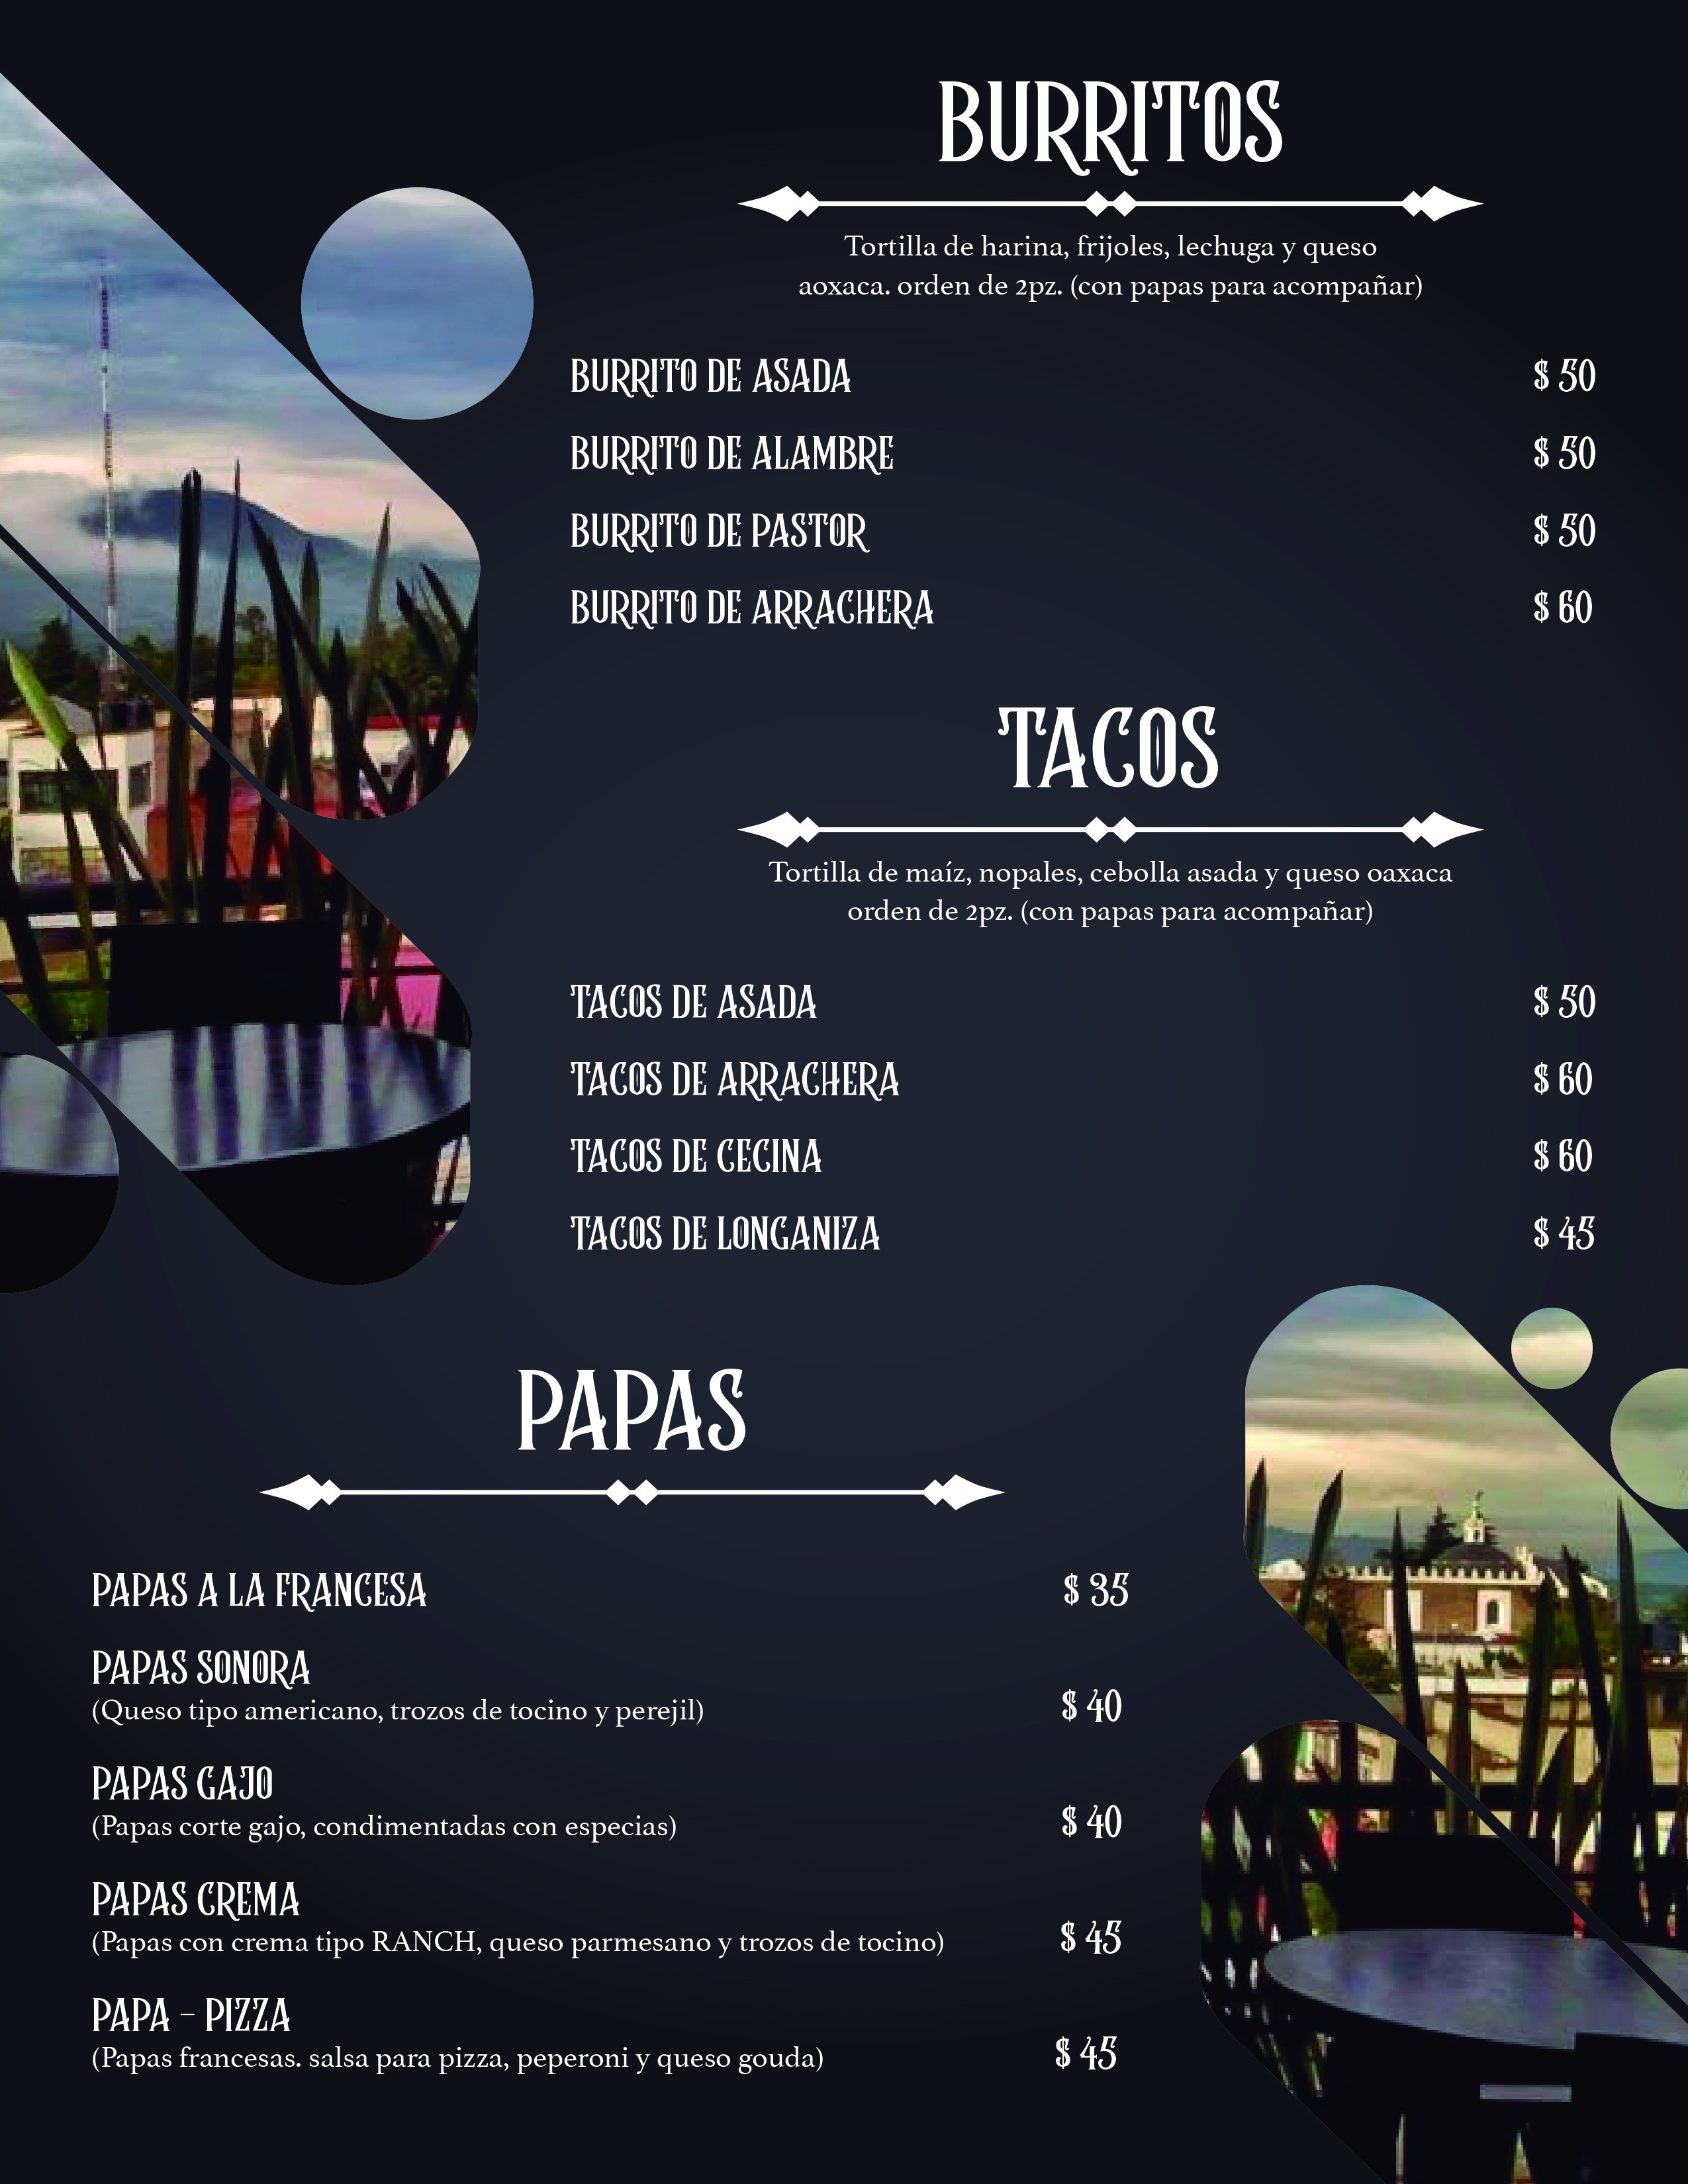 BURRITOS
Tortilla de harina, frijoles, lechuga y queso
aoxaca. orden de 2pz. (con papas para acompañar)
BURRITO DE ASADA $ 50
BURRITO DE ALAMBRE $ 50
BURRITO DE PASTOR $ 50
BURRITO DE ARRACHERA $ 60
TACOS
Tortilla de maíz, nopales, cebolla asada y queso oaxaca
orden de 2pz. (con papas para acompañar)
TACOS DE ASADA $ 50
TACOS DE ARRACHERA $ 60
TACOS DE CECINA $ 60
TACOS DE LONGANIZA $ 45
PAPAS
PAPAS A LA FRANCESA $ 35
PAPAS SONORA
(Queso tipo americano, trozos de tocino y perejil) $ 40
PAPAS GAJO
(Papas corte gajo, condimentadas con especias) $ 40
PAPAS CREMA
(Papas con crema tipo RANCH, queso parmesano y trozos de tocino) $ 45
PAPA - PIZZA
(Papas francesas. salsa para pizza, peperoni y queso gouda) $ 45